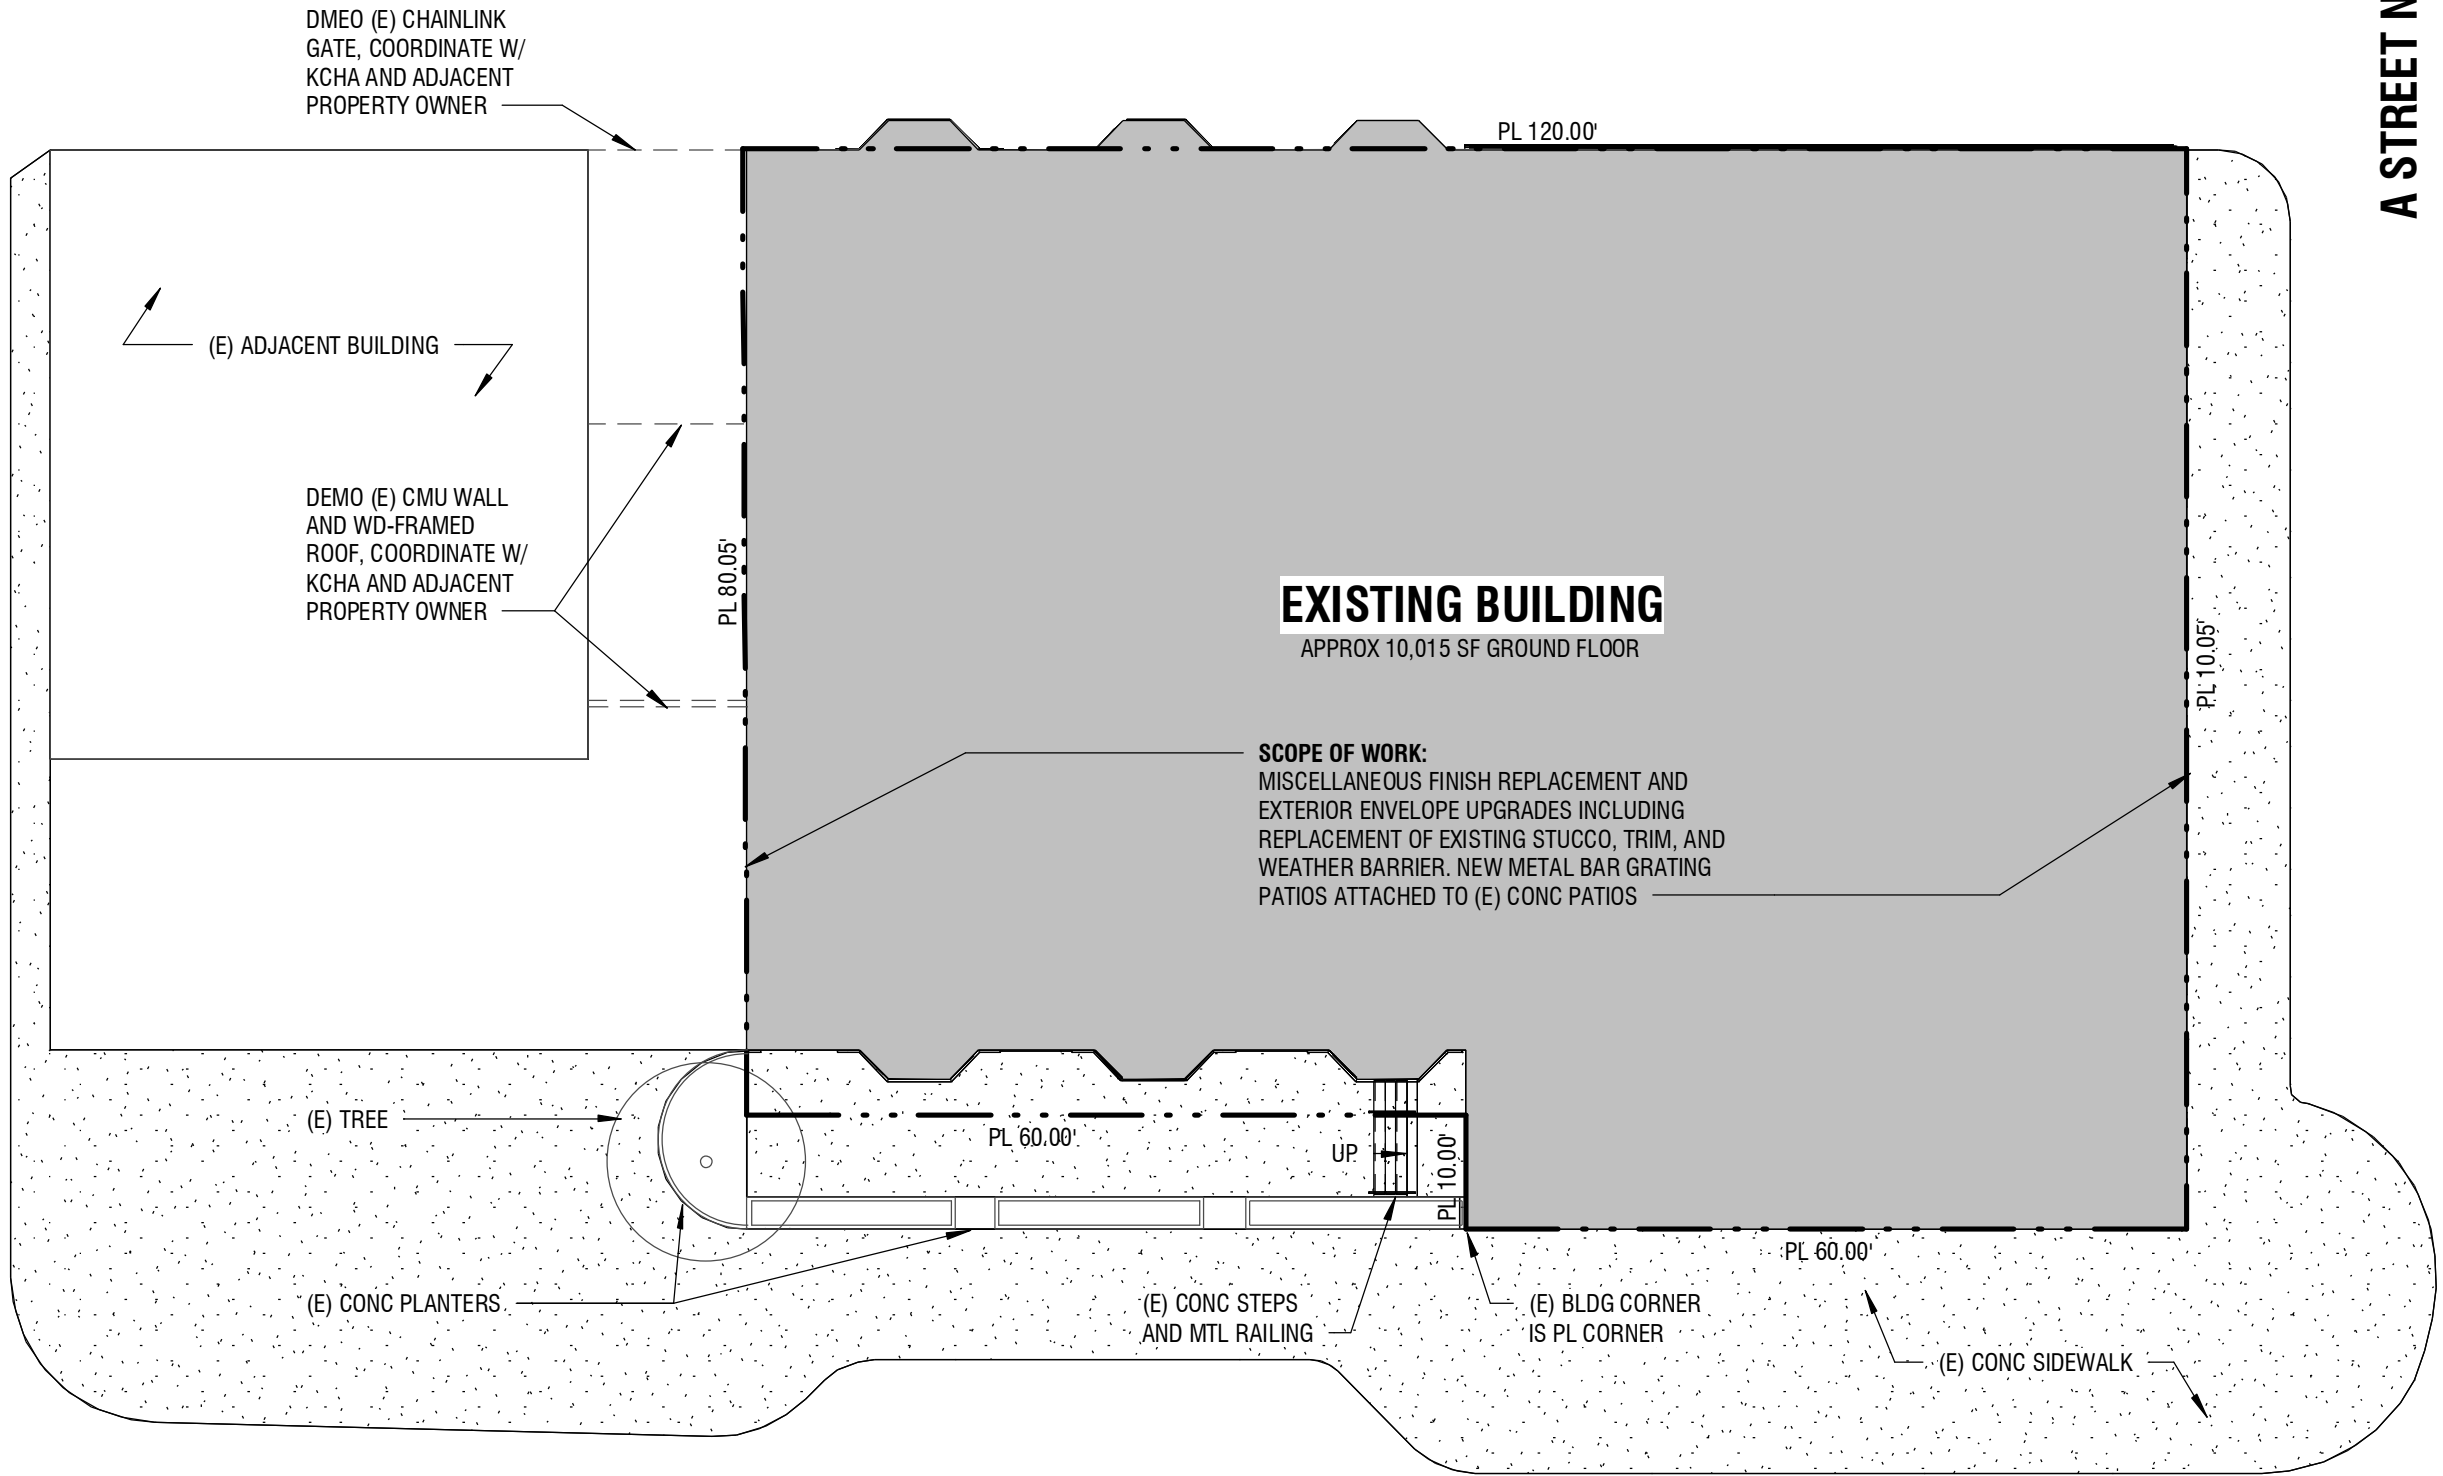 DMEO (E) CHAINLINK
GATE, COORDINATE W/
KCHA AND ADJACENT
PROPERTY OWNER
A STREET N
PL 120.00'
(E) ADJACENT BUILDING
DEMO (E) CMU WALL
AND WD-FRAMED
ROOF, COORDINATE W/
KCHA AND ADJACENT
PROPERTY OWNER
PL 80.05'
EXISTING BUILDING
APPROX 10,015 SF GROUND FLOOR
PL 10.05'
SCOPE OF WORK:
MISCELLANEOUS FINISH REPLACEMENT AND
EXTERIOR ENVELOPE UPGRADES INCLUDING
REPLACEMENT OF EXISTING STUCCO, TRIM, AND
WEATHER BARRIER. NEW METAL BAR GRATING
PATIOS ATTACHED TO (E) CONC PATIOS
(E) TREE
PL 60.00'
UP
PL 10.00'
PL 60.00'
(E) CONC PLANTERS
(E) CONC STEPS
AND MTL RAILING
(E) BLDG CORNER
IS PL CORNER
(E) CONC SIDEWALK